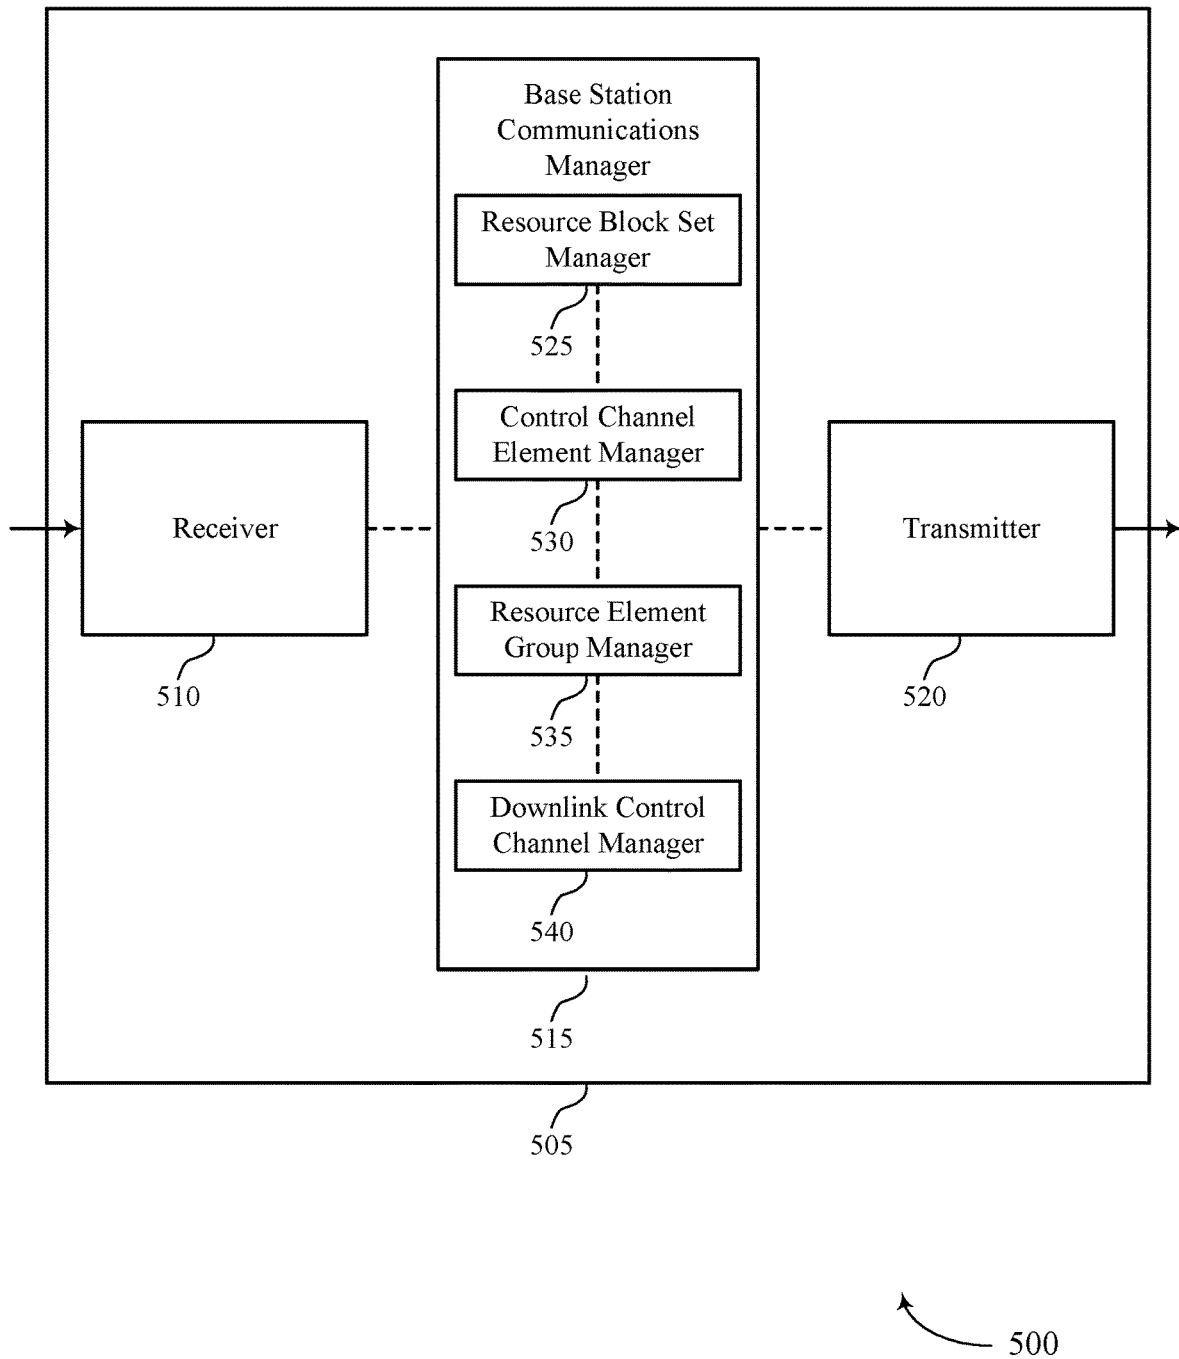 Base Station
Communications
Manager
Resource Block Set
Manager
525
Control Channel
Element Manager
530
Receiver
510
Transmitter
520
Resource Element
Group Manager
535
Downlink Control
Channel Manager
540
515
505
500